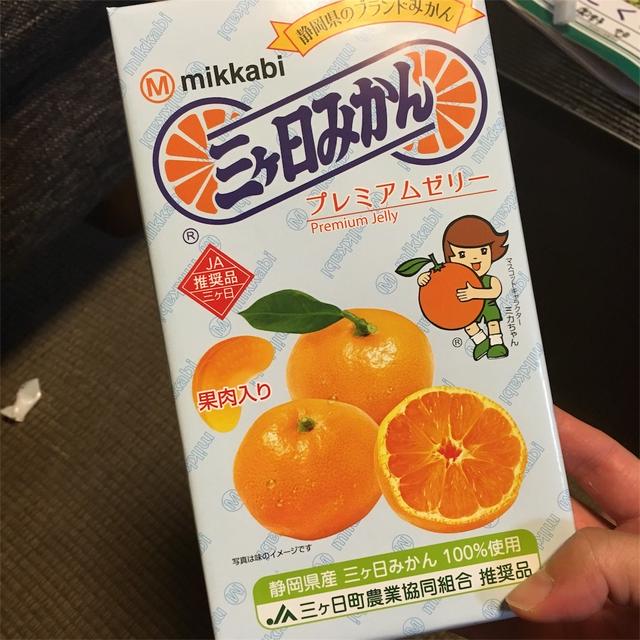 静岡県のブランドみかん
M mikkabi
三ヶ日みかん
プレミアムゼリー
Premium Jelly
®
JA
推奨品
三ヶ日
マスコットキャラクター
ミカちゃん
®
果肉入り
写真は味のイメージです
静岡県産 三ヶ日みかん 100%使用
JA 三ヶ日町農業協同組合 推奨品